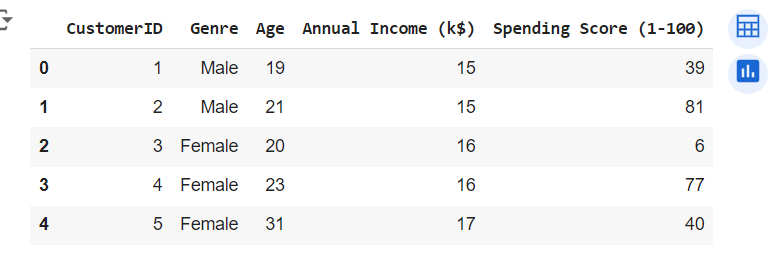 CustomerID Genre Age Annual Income (k$) Spending Score (1-100)
0 1 Male 19 15 39
1 2 Male 21 15 81
2 3 Female 20 16 6
3 4 Female 23 16 77
4 5 Female 31 17 40